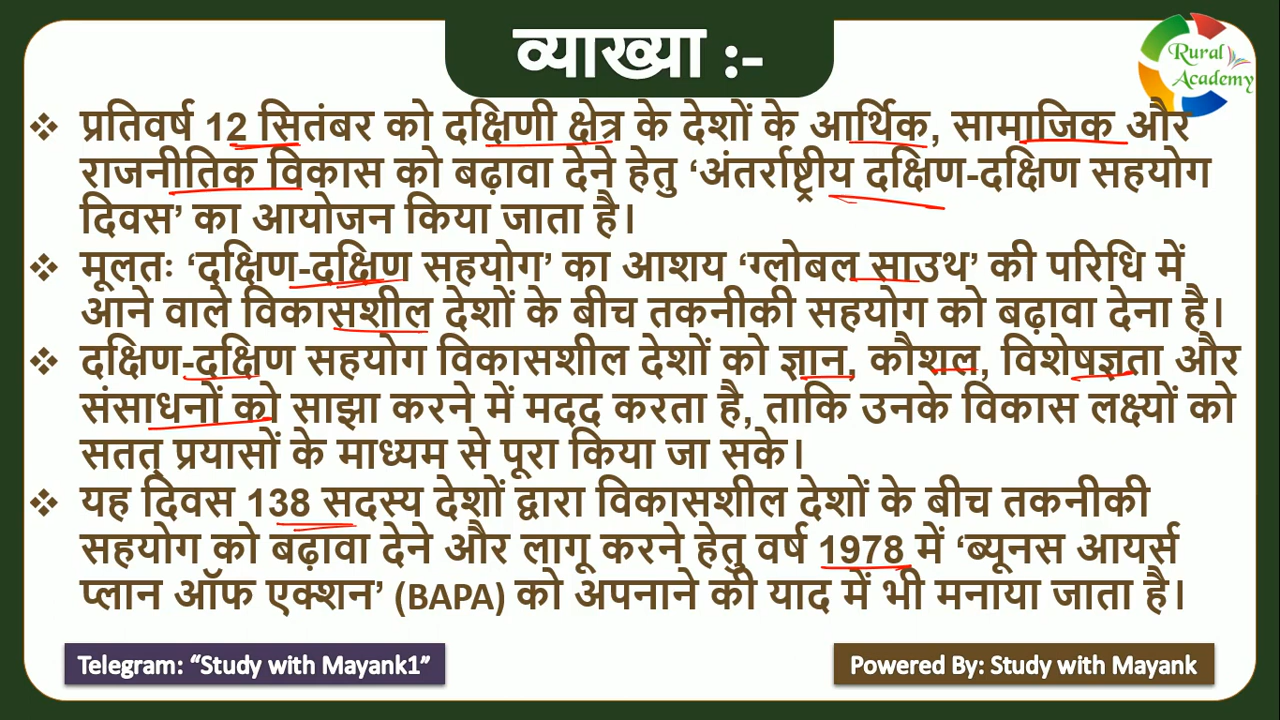 व्याख्या :-
Rural
Academy
❖ प्रतिवर्ष 12 सितंबर को दक्षिणी क्षेत्र के देशों के आर्थिक, सामाजिक और
राजनीतिक विकास को बढ़ावा देने हेतु ‘अंतर्राष्ट्रीय दक्षिण-दक्षिण सहयोग
दिवस’ का आयोजन किया जाता है।
❖ मूलतः ‘दक्षिण-दक्षिण सहयोग’ का आशय ‘ग्लोबल साउथ’ की परिधि में
आने वाले विकासशील देशों के बीच तकनीकी सहयोग को बढ़ावा देना है।
❖ दक्षिण-दक्षिण सहयोग विकासशील देशों को ज्ञान, कौशल, विशेषज्ञता और
संसाधनों को साझा करने में मदद करता है, ताकि उनके विकास लक्ष्यों को
सतत् प्रयासों के माध्यम से पूरा किया जा सके।
❖ यह दिवस 138 सदस्य देशों द्वारा विकासशील देशों के बीच तकनीकी
सहयोग को बढ़ावा देने और लागू करने हेतु वर्ष 1978 में ‘ब्यूनस आयर्स
प्लान ऑफ एक्शन’ (BAPA) को अपनाने की याद में भी मनाया जाता है।
Telegram: “Study with Mayank1”
Powered By: Study with Mayank